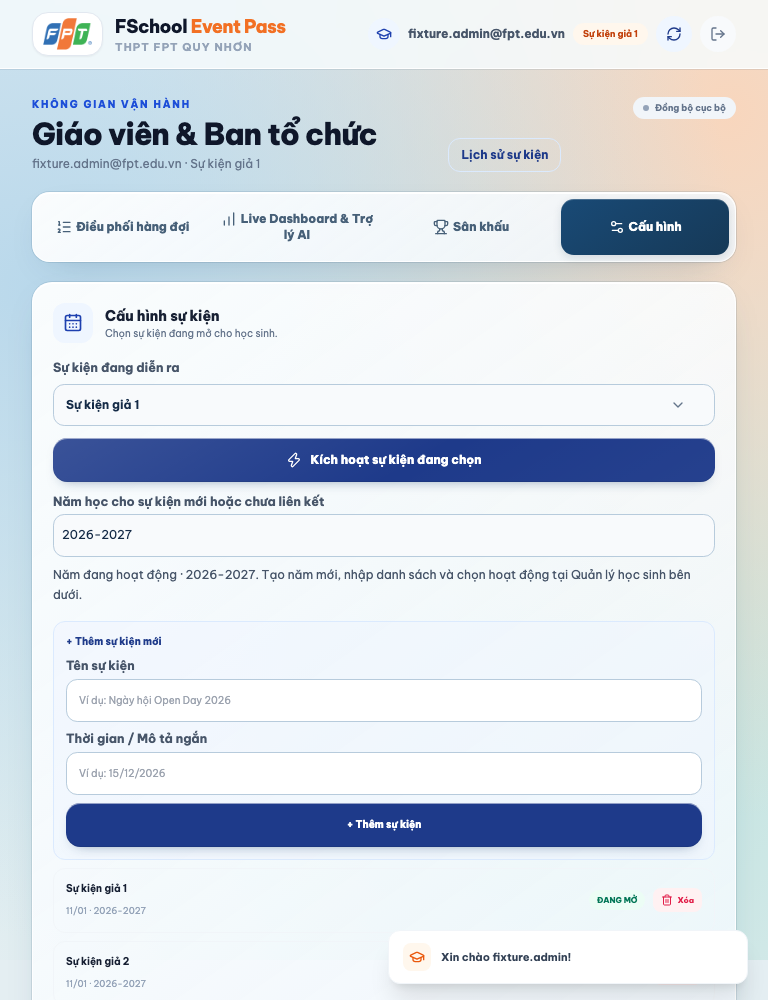 FPT
FSchool Event Pass
THPT FPT QUY NHƠN
fixture.admin@fpt.edu.vn
Sự kiện giả 1
KHÔNG GIAN VẬN HÀNH
Đồng bộ cục bộ
Giáo viên & Ban tổ chức
fixture.admin@fpt.edu.vn · Sự kiện giả 1
Lịch sử sự kiện
Điều phối hàng đợi
Live Dashboard & Trợ
lý AI
Sân khấu
Cấu hình
Cấu hình sự kiện
Chọn sự kiện đang mở cho học sinh.
Sự kiện đang diễn ra
Sự kiện giả 1
Kích hoạt sự kiện đang chọn
Năm học cho sự kiện mới hoặc chưa liên kết
2026-2027
Năm đang hoạt động · 2026-2027. Tạo năm mới, nhập danh sách và chọn hoạt động tại Quản lý học sinh bên
dưới.
+ Thêm sự kiện mới
Tên sự kiện
Ví dụ: Ngày hội Open Day 2026
Thời gian / Mô tả ngắn
Ví dụ: 15/12/2026
+ Thêm sự kiện
Sự kiện giả 1
11/01 · 2026-2027
ĐANG MỞ
Xóa
Sự kiện giả 2
11/01 · 2026-2027
Xin chào fixture.admin!